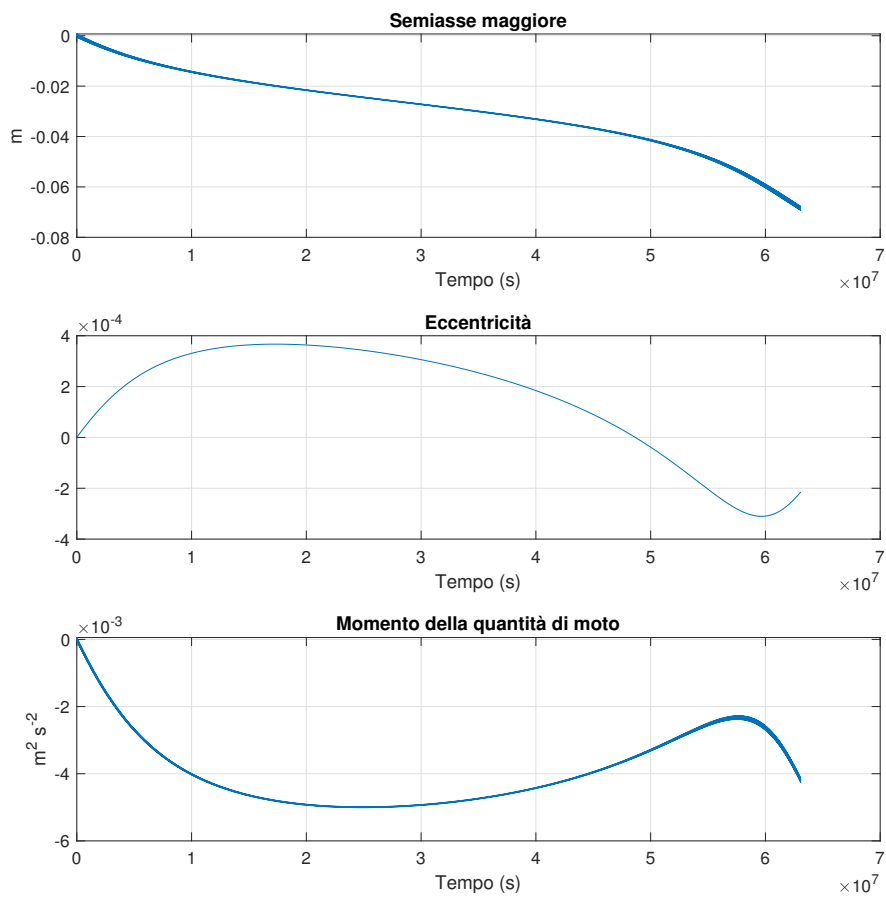 Semiasse maggiore
0
-0.02
-0.04
-0.06
-0.08
m
0 1 2 3 4 5 6 7
Tempo (s)
×10^7
Eccentricità
×10^-4
4
2
0
-2
-4
0 1 2 3 4 5 6 7
Tempo (s)
×10^7
Momento della quantità di moto
×10^-3
0
-2
-4
-6
m^2 s^-2
0 1 2 3 4 5 6 7
Tempo (s)
×10^7